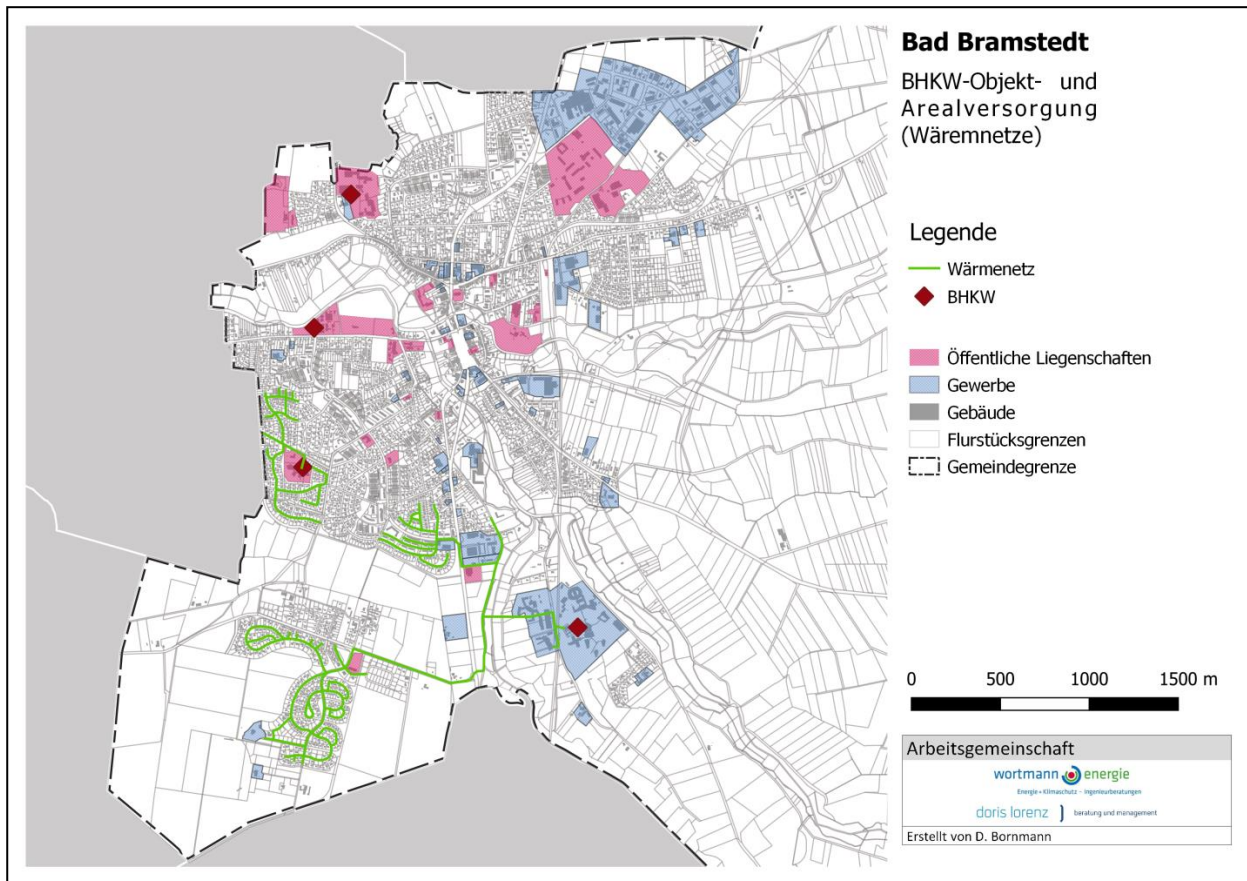 Bad Bramstedt
BHKW-Objekt- und
Arealversorgung
(Wäremnetze)
Legende
Wärmenetz
BHKW
Öffentliche Liegenschaften
Gewerbe
Gebäude
Flurstücksgrenzen
Gemeindegrenze
0 500 1000 1500 m
Arbeitsgemeinschaft
wortmann energie
Energie • Klimaschutz - Ingenieurberatungen
doris lorenz ) beratung und management
Erstellt von D. Bornmann